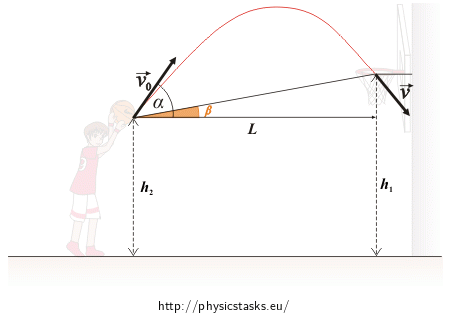 v₀
α
β
v
L
h₂
h₁
http://physicstasks.eu/